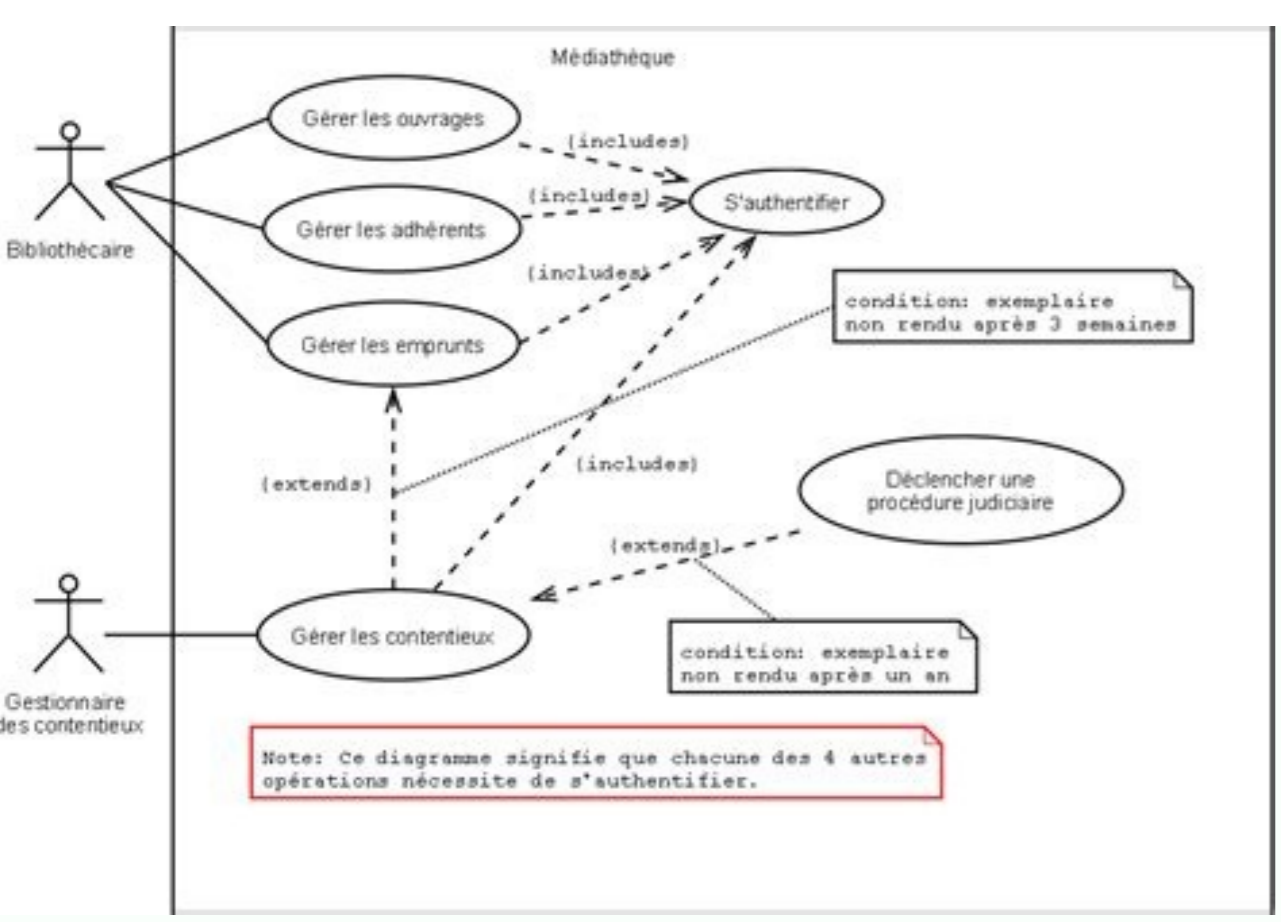 Médiathèque
Gérer les ouvrages
{includes}
S'authentifier
{includes}
Gérer les adhérents
Bibliothécaire
{includes}
condition: exemplaire
non rendu après 3 semaines
Gérer les emprunts
{extends}
{includes}
Déclencher une
procédure judiciaire
{extends}
Gérer les contentieux
condition: exemplaire
non rendu après un an
Gestionnaire
des contentieux
Note: Ce diagramme signifie que chacune des 4 autres
opérations nécessite de s'authentifier.